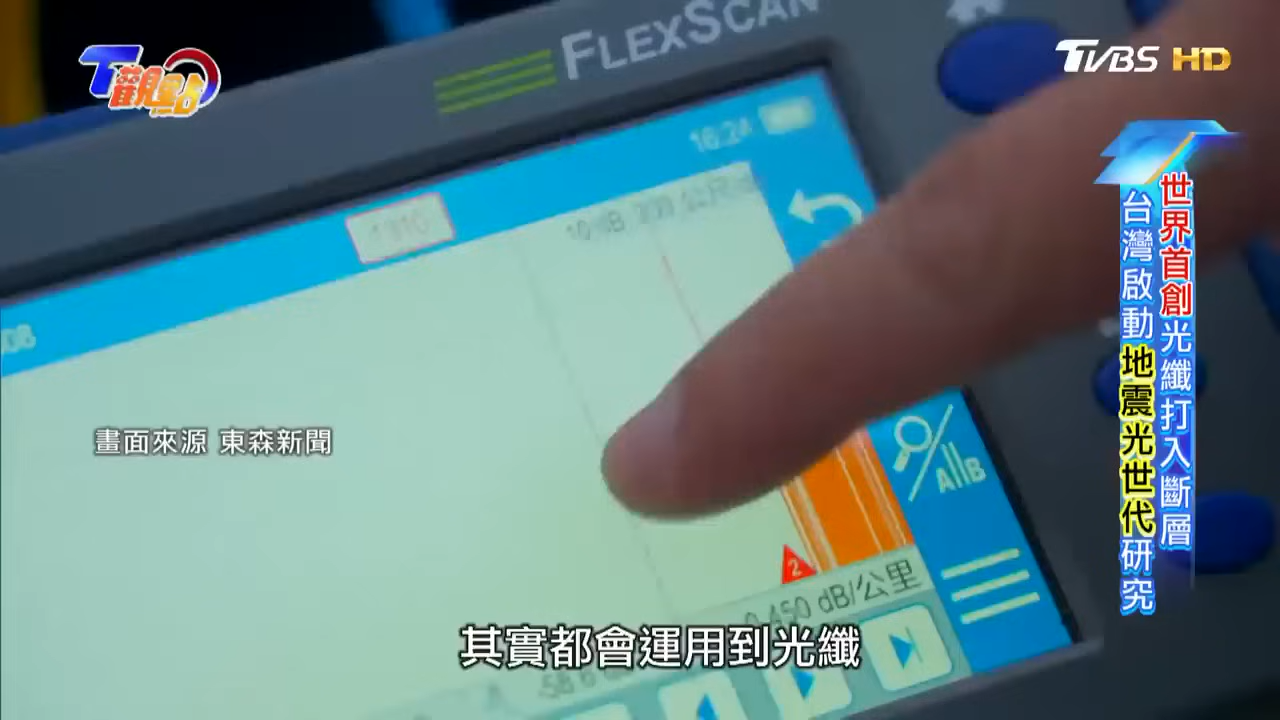 T觀點
FLEXSCAN
TVBS HD
16:24
1310
世界首創光纖打入斷層
台灣啟動地震光世代研究
畫面來源 東森新聞
A||B
2
0.450 dB/公里
其實都會運用到光纖